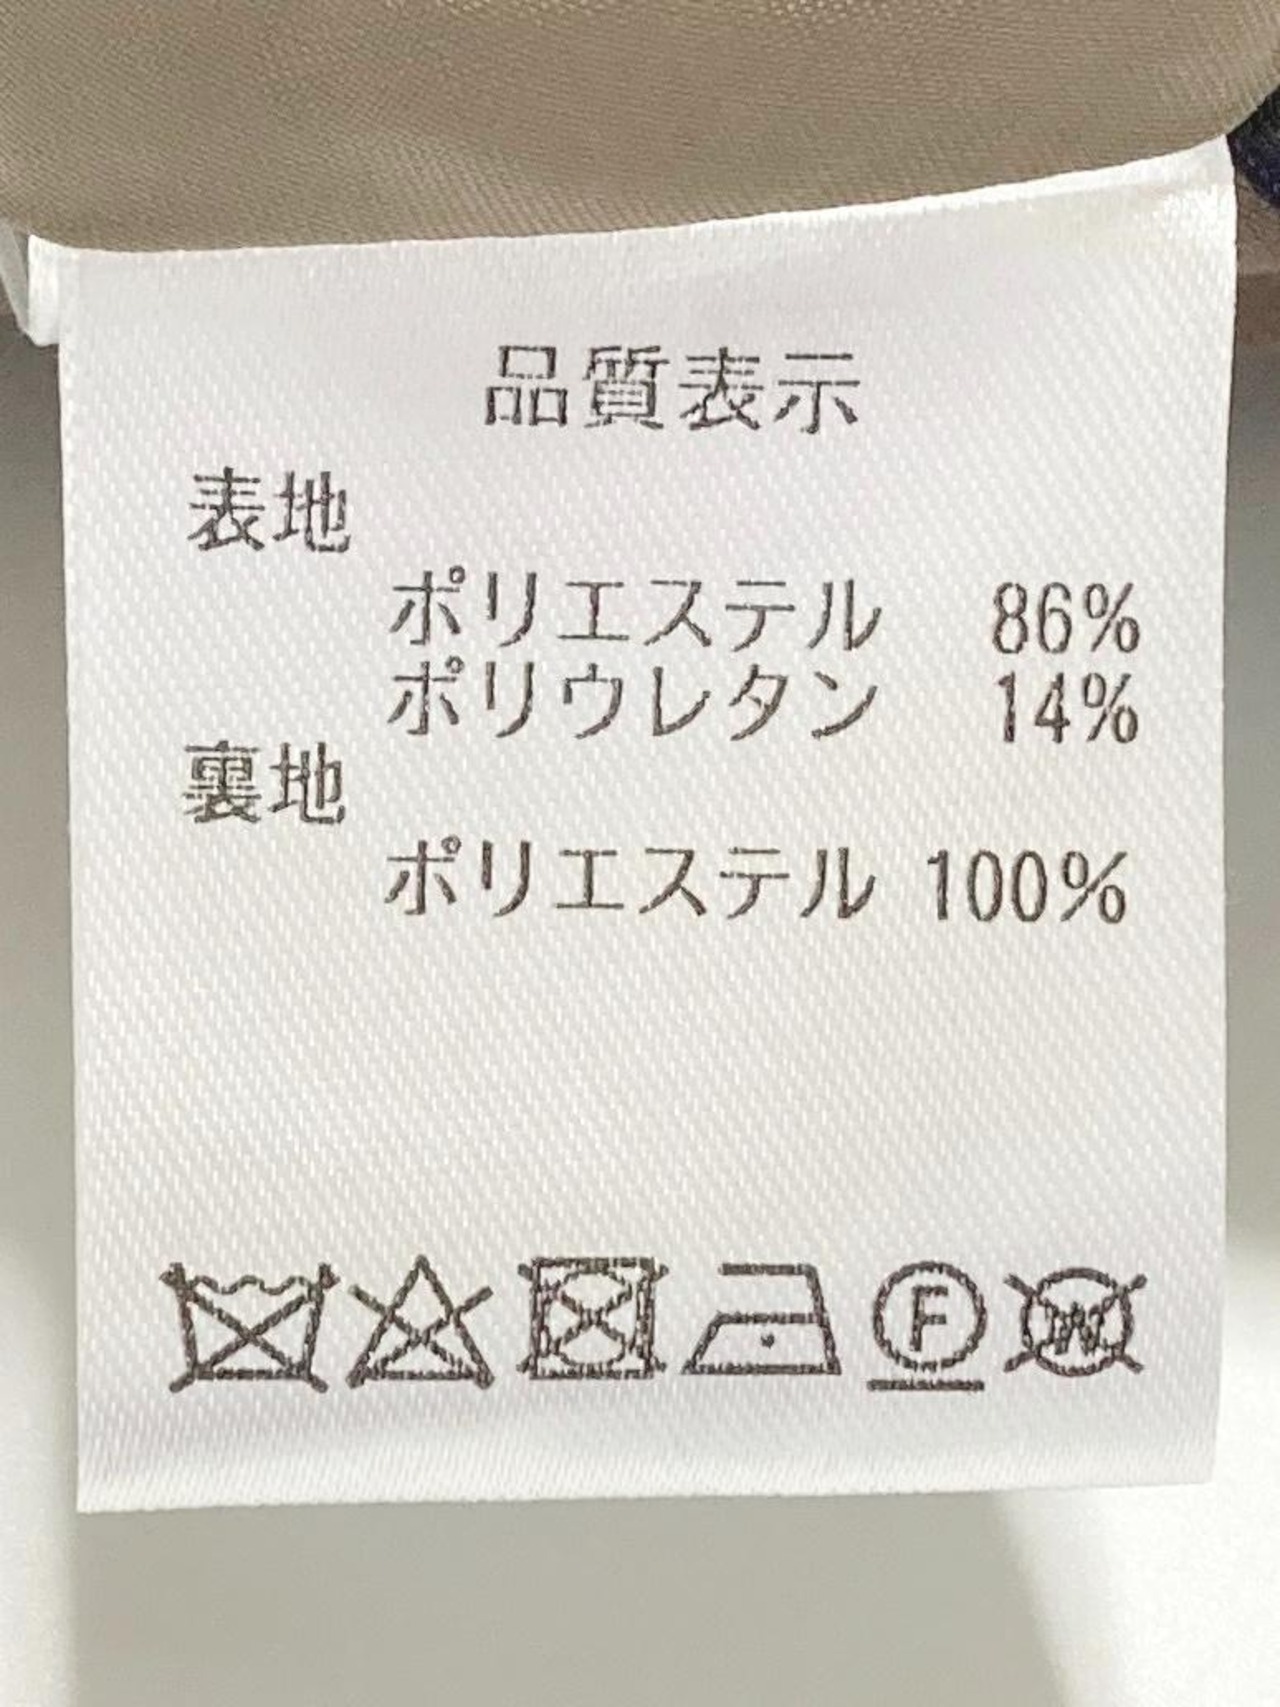 品質表示
表地
ポリエステル 86%
ポリウレタン 14%
裏地
ポリエステル 100%
F W